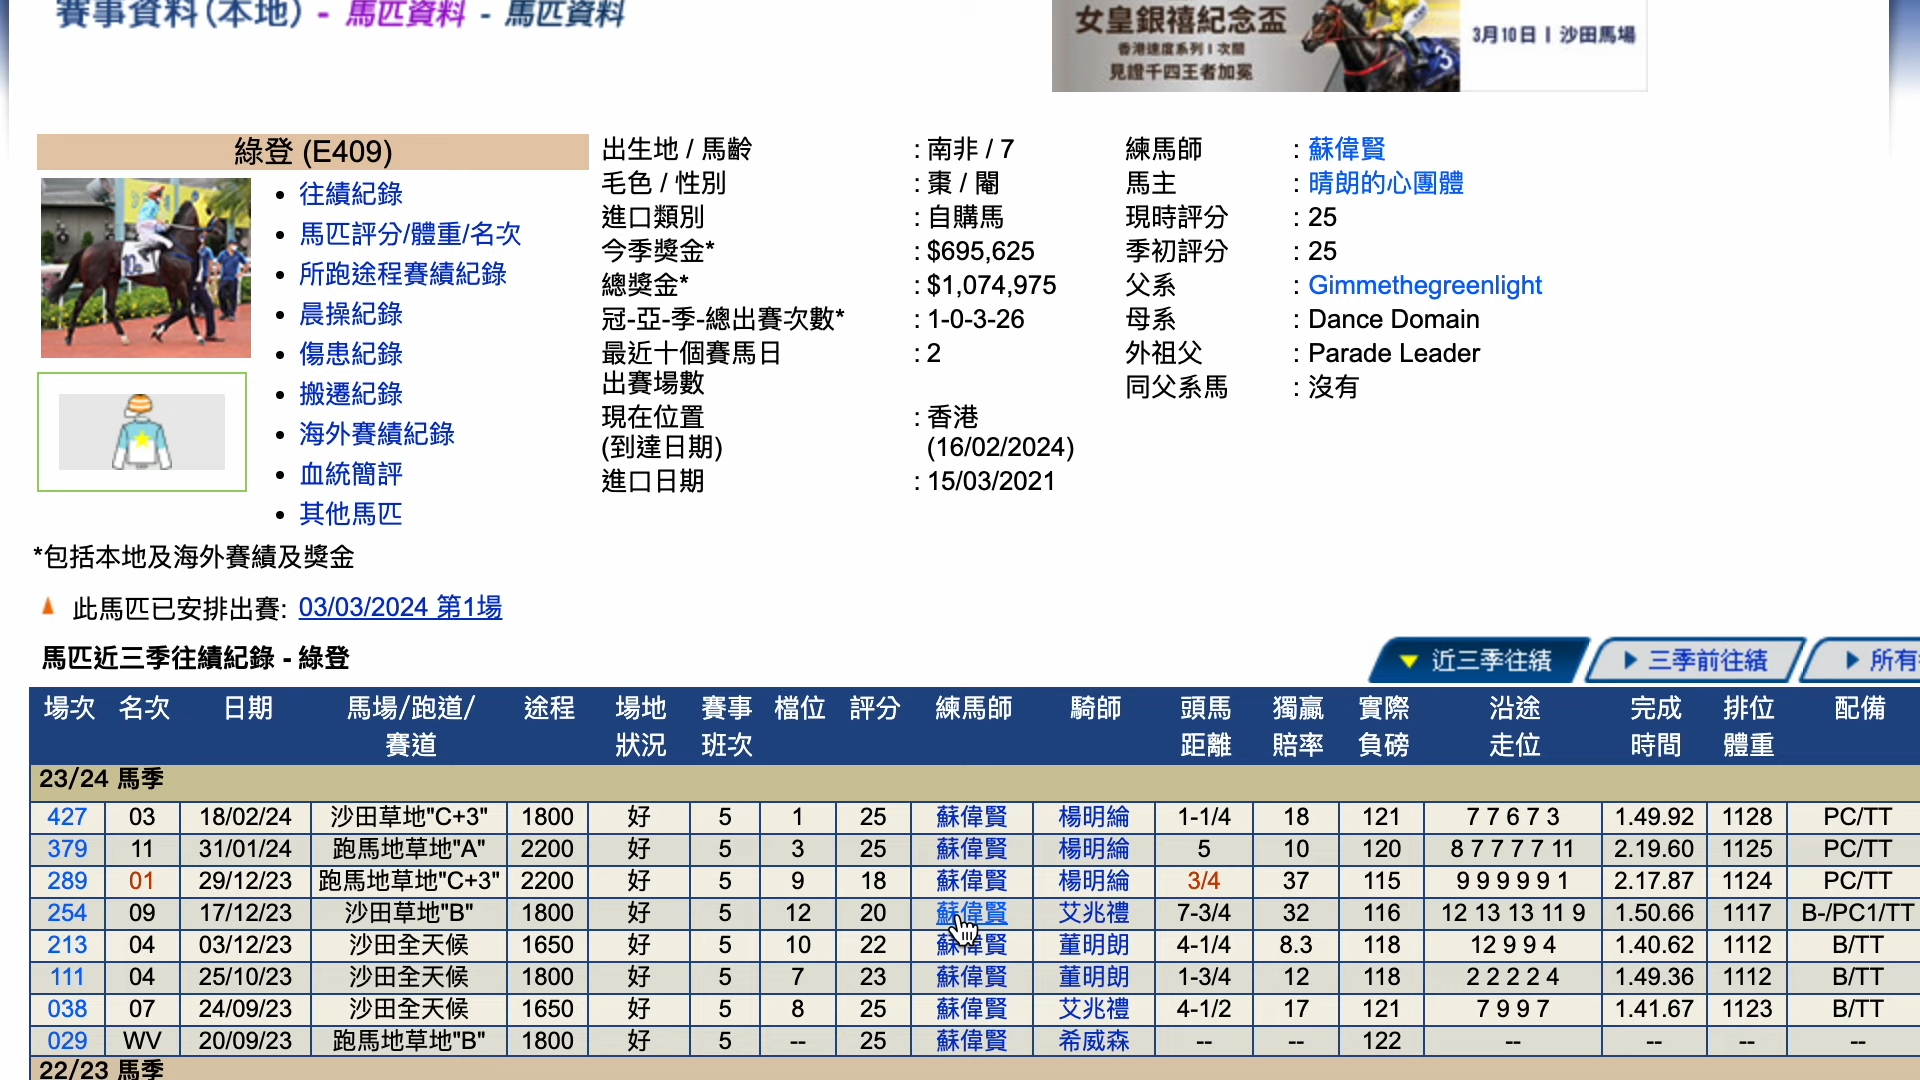 賽事資料(本地) - 馬匹資料 - 馬匹資料
女皇銀禧紀念盃
香港速度系列 I 次關
見證千四王者加冕
3
3月10日 | 沙田馬場
綠登 (E409)
往績紀錄
馬匹評分/體重/名次
所跑途程賽績紀錄
晨操紀錄
傷患紀錄
搬遷紀錄
海外賽績紀錄
血統簡評
其他馬匹
出生地 / 馬齡 : 南非 / 7
毛色 / 性別 : 棗 / 閹
進口類別 : 自購馬
今季獎金* : $695,625
總獎金* : $1,074,975
冠-亞-季-總出賽次數* : 1-0-3-26
最近十個賽馬日 : 2
出賽場數
現在位置 : 香港
(到達日期) (16/02/2024)
進口日期 : 15/03/2021
練馬師 : 蘇偉賢
馬主 : 晴朗的心團體
現時評分 : 25
季初評分 : 25
父系 : Gimmethegreenlight
母系 : Dance Domain
外祖父 : Parade Leader
同父系馬 : 沒有
*包括本地及海外賽績及獎金
此馬匹已安排出賽: 03/03/2024 第1場
馬匹近三季往績紀錄 - 綠登
近三季往績 三季前往績 所有
場次 名次 日期 馬場/跑道/ 途程 場地 賽事 檔位 評分 練馬師 騎師 頭馬 獨贏 實際 沿途 完成 排位 配備
賽道 狀況 班次 距離 賠率 負磅 走位 時間 體重
23/24 馬季
427 03 18/02/24 沙田草地"C+3" 1800 好 5 1 25 蘇偉賢 楊明綸 1-1/4 18 121 7 7 6 7 3 1.49.92 1128 PC/TT
379 11 31/01/24 跑馬地草地"A" 2200 好 5 3 25 蘇偉賢 楊明綸 5 10 120 8 7 7 7 7 11 2.19.60 1125 PC/TT
289 01 29/12/23 跑馬地草地"C+3" 2200 好 5 9 18 蘇偉賢 楊明綸 3/4 37 115 9 9 9 9 9 1 2.17.87 1124 PC/TT
254 09 17/12/23 沙田草地"B" 1800 好 5 12 20 蘇偉賢 艾兆禮 7-3/4 32 116 12 13 13 11 9 1.50.66 1117 B-/PC1/TT
213 04 03/12/23 沙田全天候 1650 好 5 10 22 蘇偉賢 董明朗 4-1/4 8.3 118 12 9 9 4 1.40.62 1112 B/TT
111 04 25/10/23 沙田全天候 1800 好 5 7 23 蘇偉賢 董明朗 1-3/4 12 118 2 2 2 2 4 1.49.36 1112 B/TT
038 07 24/09/23 沙田全天候 1650 好 5 8 25 蘇偉賢 艾兆禮 4-1/2 17 121 7 9 9 7 1.41.67 1123 B/TT
029 WV 20/09/23 跑馬地草地"B" 1800 好 5 -- 25 蘇偉賢 希威森 -- -- 122 -- -- -- --
22/23 馬季